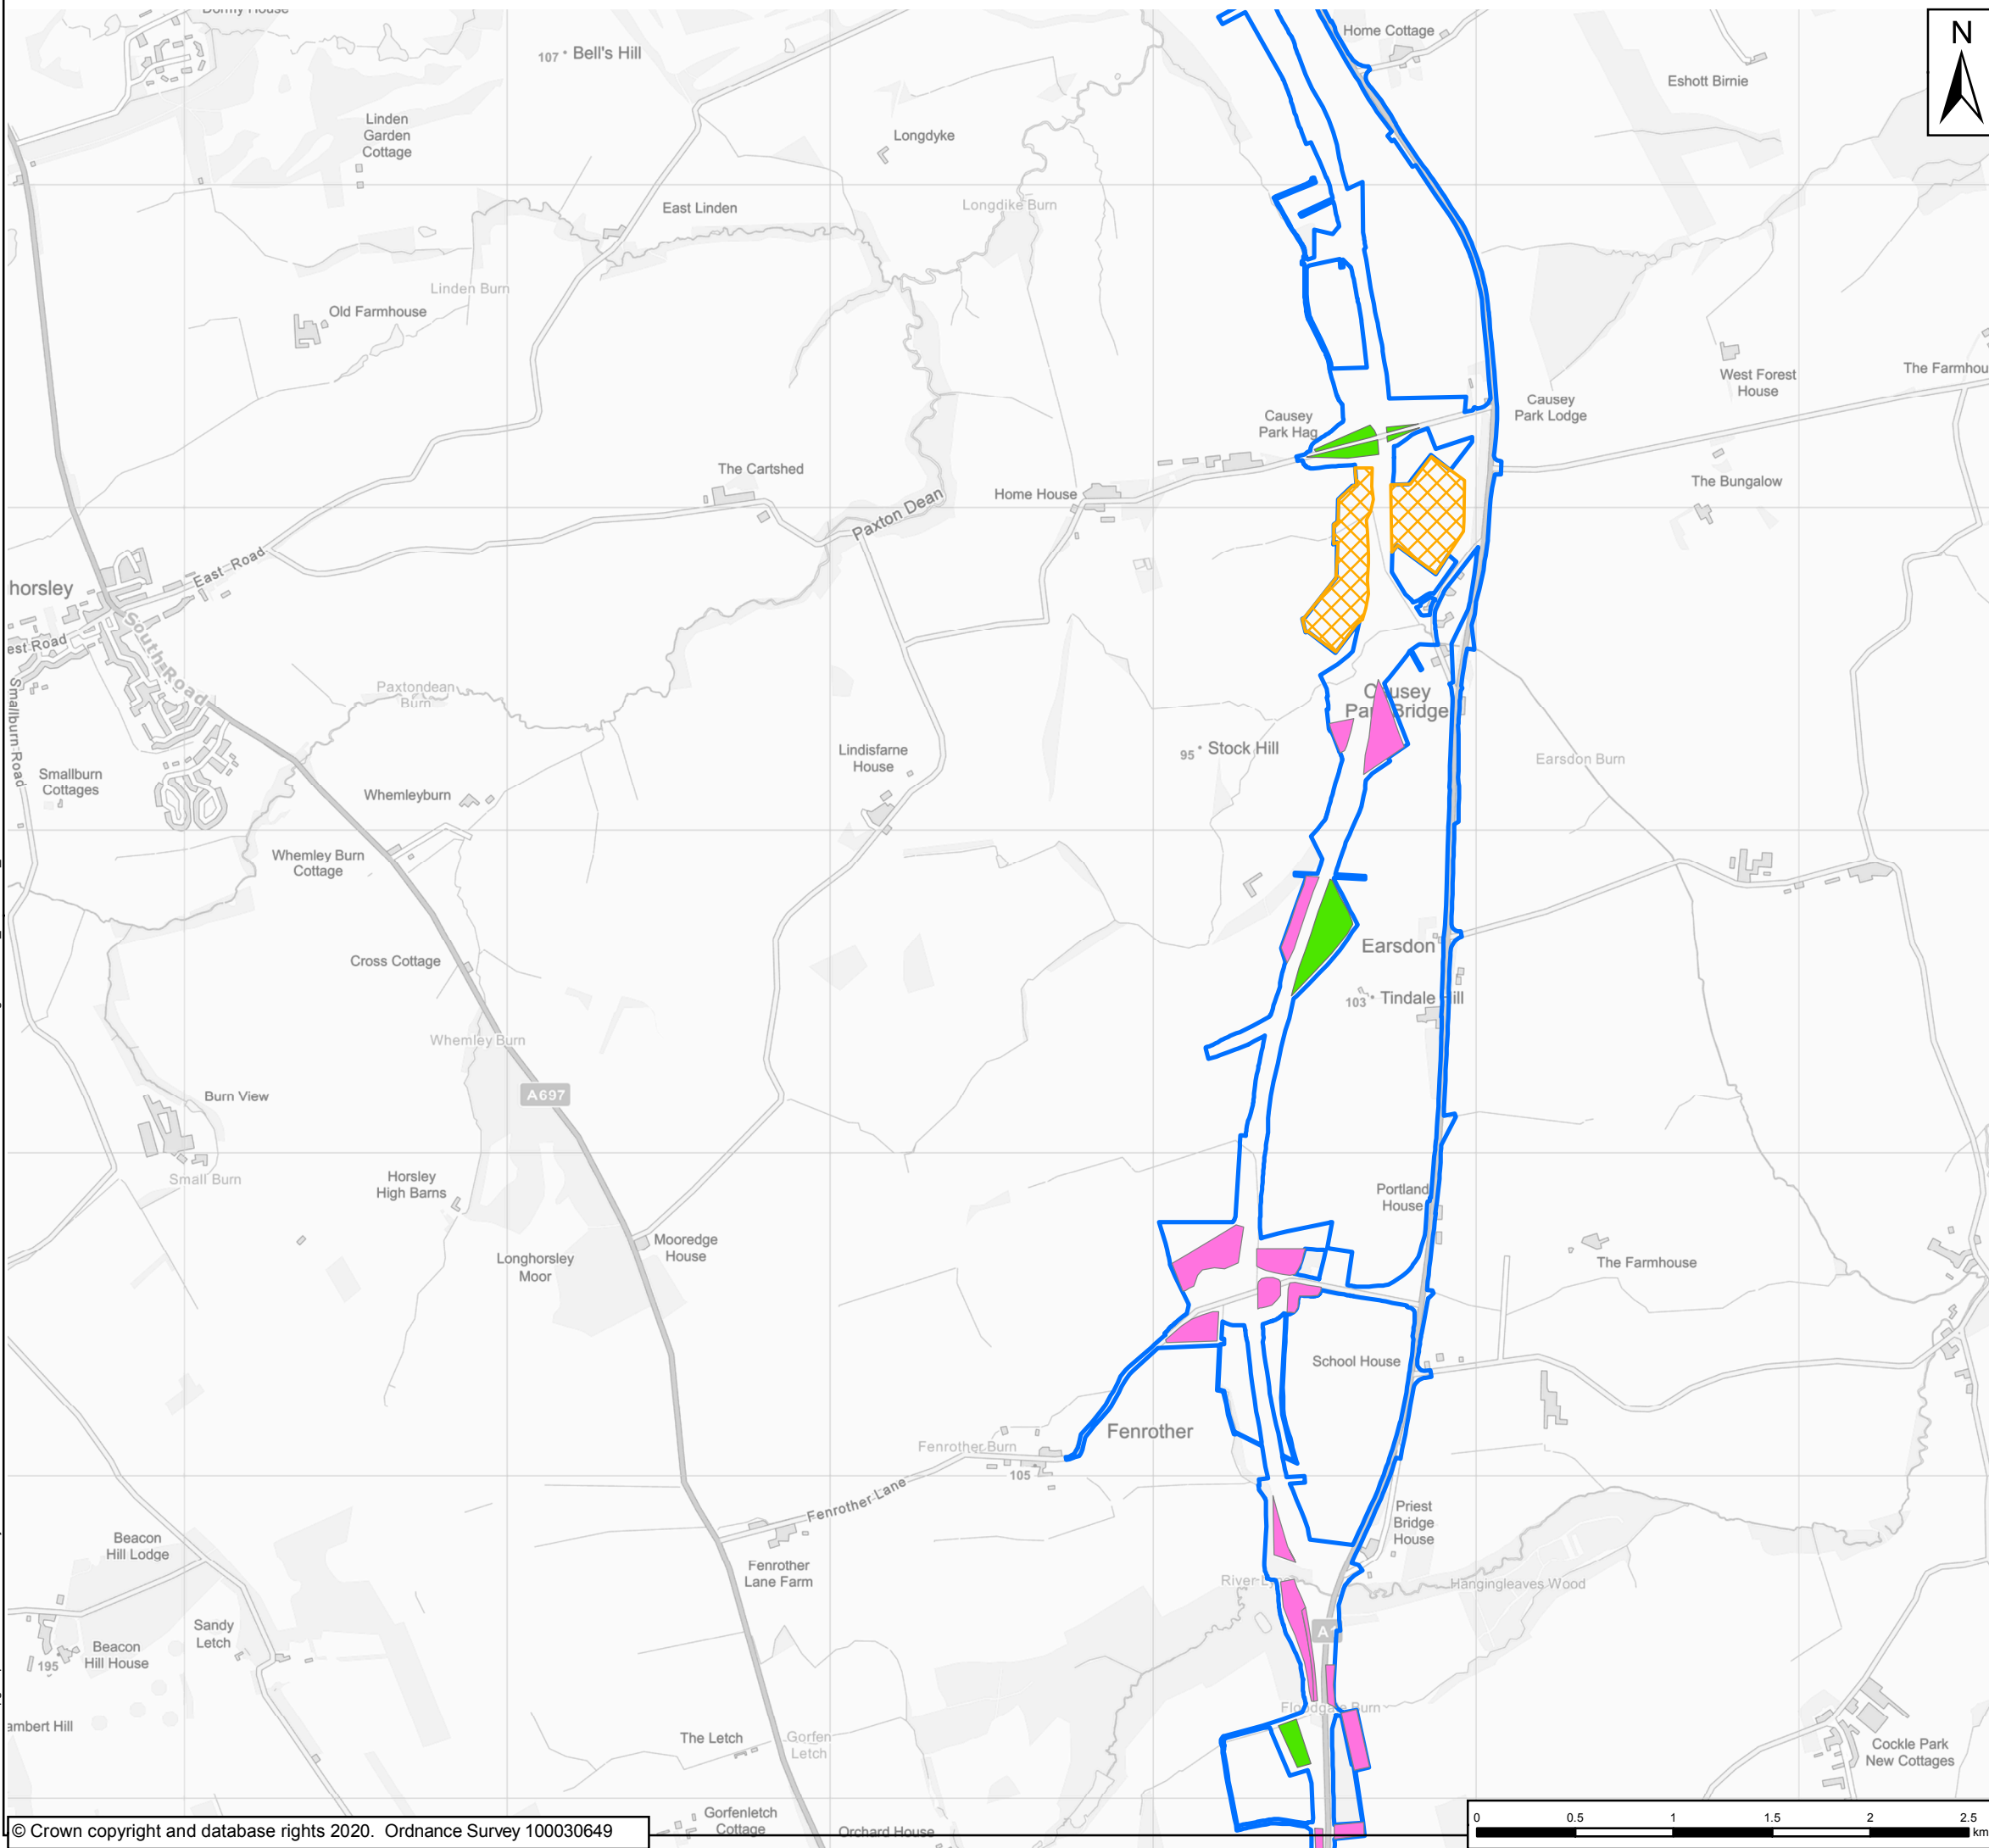 Dormy House
107
Bell's Hill
Home Cottage
N
Eshott Birnie
Linden
Garden
Cottage
Longdyke
East Linden
Longdike Burn
Linden Burn
Old Farmhouse
West Forest
House
The Farmhou
Causey
Park Lodge
Causey
Park Hag
The Cartshed
Home House
The Bungalow
Paxton Dean
East Road
horsley
South Road
est Road
Smallburn Road
Paxtondean
Burn
Causey
Park Bridge
95
Stock Hill
Lindisfarne
House
Earsdon Burn
Smallburn
Cottages
Whemleyburn
Whemley Burn
Cottage
Earsdon
Cross Cottage
103
Tindale Hill
Whemley Burn
A697
Burn View
Small Burn
Horsley
High Barns
Portland
House
Mooredge
House
Longhorsley
Moor
The Farmhouse
School House
Fenrother
Fenrother Burn
105
Fenrother Lane
Priest
Bridge
House
Beacon
Hill Lodge
Fenrother
Lane Farm
River Lyne
Hangingleaves Wood
Sandy
Letch
A1
Beacon
Hill House
195
Floodgate Burn
ambert Hill
The Letch
Gorfen
Letch
Cockle Park
New Cottages
Gorfenletch
Cottage
Orchard House
© Crown copyright and database rights 2020. Ordnance Survey 100030649
0 0.5 1 1.5 2 2.5
km